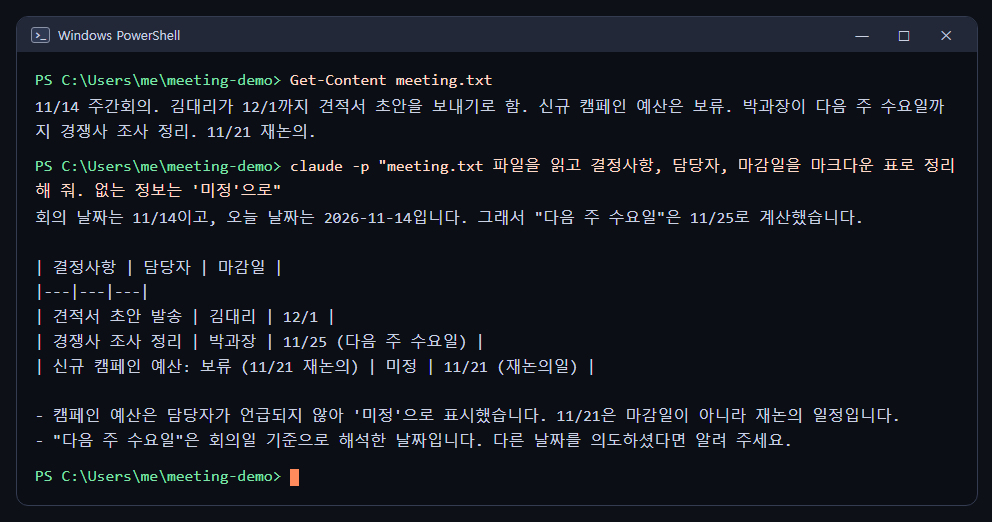 Windows PowerShell
PS C:\Users\me\meeting-demo> Get-Content meeting.txt
11/14 주간회의. 김대리가 12/1까지 견적서 초안을 보내기로 함. 신규 캠페인 예산은 보류. 박과장이 다음 주 수요일까
지 경쟁사 조사 정리. 11/21 재논의.
PS C:\Users\me\meeting-demo> claude -p "meeting.txt 파일을 읽고 결정사항, 담당자, 마감일을 마크다운 표로 정리
해 줘. 없는 정보는 '미정'으로"
회의 날짜는 11/14이고, 오늘 날짜는 2026-11-14입니다. 그래서 "다음 주 수요일"은 11/25로 계산했습니다.
| 결정사항 | 담당자 | 마감일 |
|---|---|---|
| 견적서 초안 발송 | 김대리 | 12/1 |
| 경쟁사 조사 정리 | 박과장 | 11/25 (다음 주 수요일) |
| 신규 캠페인 예산: 보류 (11/21 재논의) | 미정 | 11/21 (재논의일) |
- 캠페인 예산은 담당자가 언급되지 않아 '미정'으로 표시했습니다. 11/21은 마감일이 아니라 재논의 일정입니다.
- "다음 주 수요일"은 회의일 기준으로 해석한 날짜입니다. 다른 날짜를 의도하셨다면 알려 주세요.
PS C:\Users\me\meeting-demo>